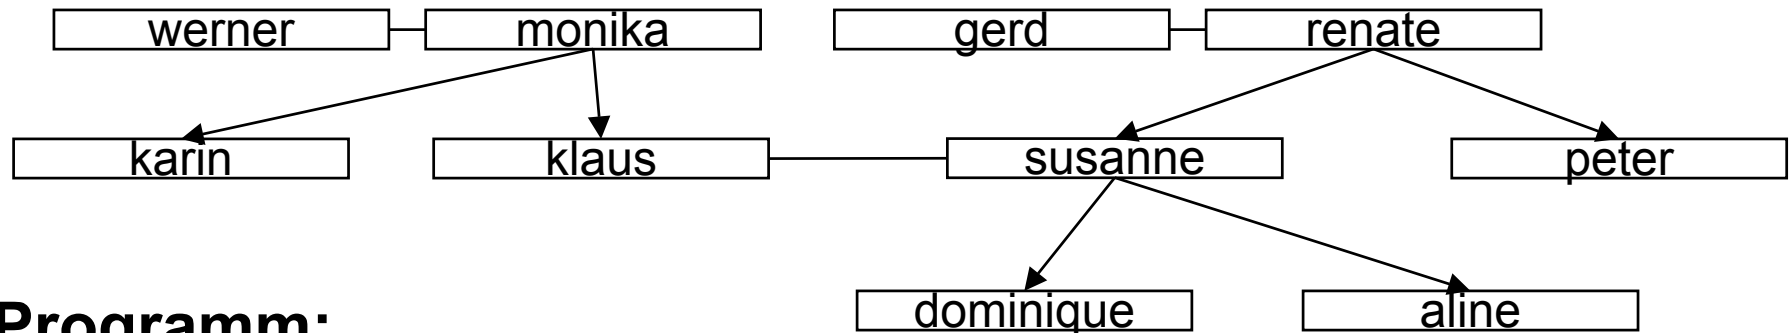 werner monika gerd renate
karin klaus susanne peter
dominique aline
Programm: